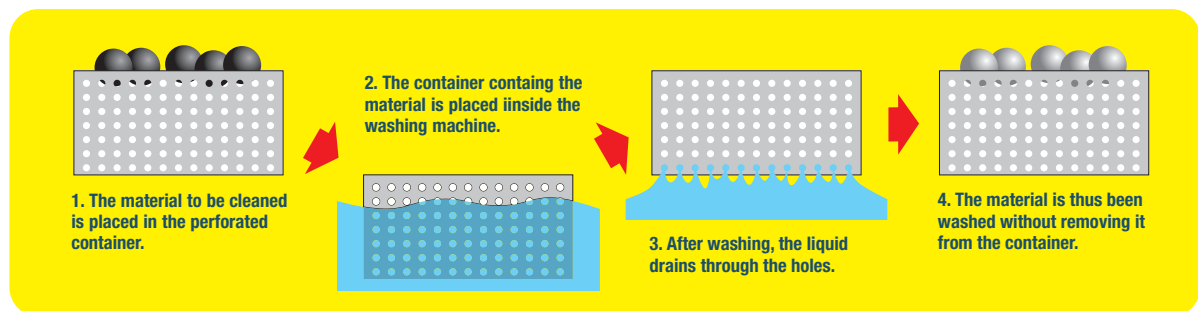 1. The material to be cleaned
is placed in the perforated
container.
2. The container containg the
material is placed iinside the
washing machine.
3. After washing, the liquid
drains through the holes.
4. The material is thus been
washed without removing it
from the container.